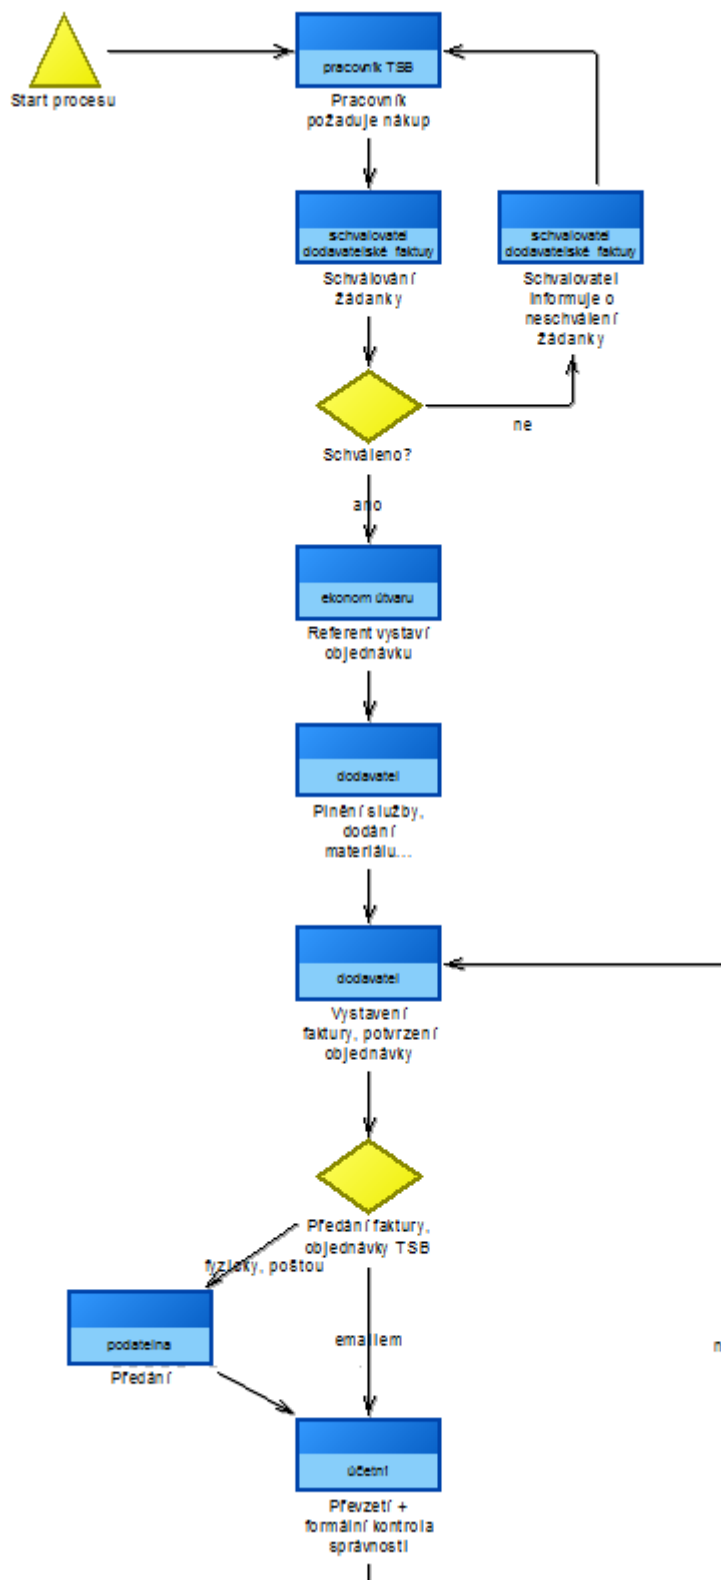 Start procesu
pracovník TSB
Pracovník
požaduje nákup
schvalovatel
dodavatelské faktury
Schválování
žádanky
schvalovatel
dodavatelské faktury
Schvalovatel
informuje o
neschválení
žádanky
ne
Schváleno?
ano
ekonom útvaru
Referent vystaví
objednávku
dodavatel
Plnění služby,
dodání
materiálu...
dodavatel
Vystavení
faktury, potvrzení
objednávky
Předání faktury,
objednávky TSB
fyzicky, poštou
emailem
podatelna
Předání
účetní
Převzetí +
formální kontrola
správnosti